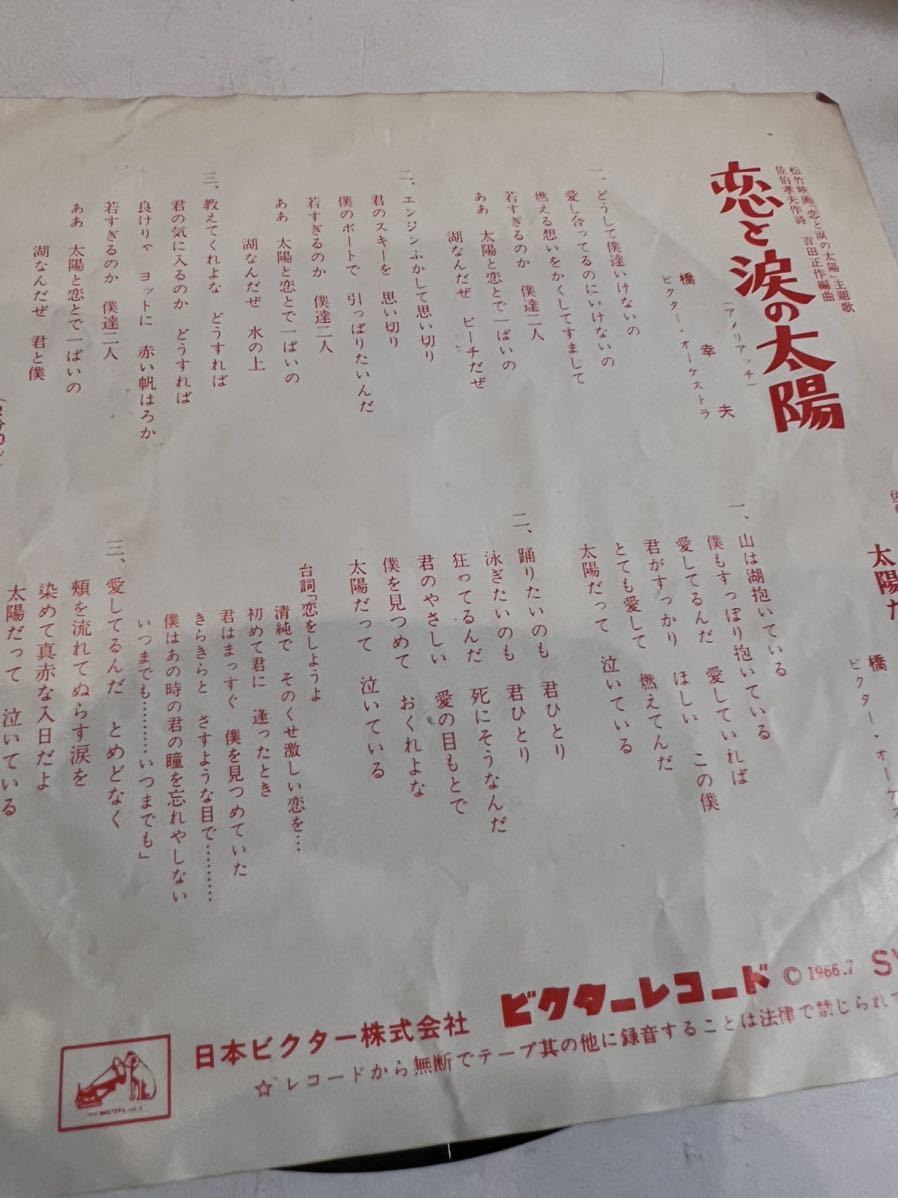 松竹映画「恋と涙の太陽」主題歌
佐伯孝夫作詩　吉田正作編曲
恋と涙の太陽
（アメリアッチ）
橋　幸　夫
ビクター・オーケストラ
一、どうして僕達いけないの
愛し合ってるのにいけないの
燃える想いをかくしてすまして
若すぎるのか　僕達二人
ああ　太陽と恋とで一ぱいの
湖なんだぜ　ビーチだぜ
二、エンジンふかして思い切り
君のスキーを　思い切り
僕のボートで　引っぱりたいんだ
若すぎるのか　僕達二人
ああ　太陽と恋とで一ぱいの
湖なんだぜ　水の上
三、教えてくれよな　どうすれば
君の気に入るのか　どうすれば
良けりゃ　ヨットに　赤い帆はろか
若すぎるのか　僕達二人
ああ　太陽と恋とで一ぱいの
湖なんだぜ　君と僕
太陽だ
橋
ビクター・オーケス
一、山は湖抱いている
僕もすっぽり抱いている
愛してるんだ　愛していれば
君がすっかり　ほしい　この僕
とても愛して　燃えてんだ
太陽だって　泣いている
二、踊りたいのも　君ひとり
泳ぎたいのも　君ひとり
狂ってるんだ　死にそうなんだ
君のやさしい　愛の目もとで
僕を見つめて　おくれよな
太陽だって　泣いている
台詞「恋をしようよ
清純で　そのくせ激しい恋を…
初めて君に　逢ったとき
君はまっすぐ　僕を見つめていた
きらきらと　さすような目で………
僕はあの時の君の瞳を忘れやしない
いつまでも………いつまでも」
三、愛してるんだ　とめどなく
頬を流れてぬらす涙を
染めて真赤な入日だよ
太陽だって　泣いている
日本ビクター株式会社　ビクターレコード　© 1966.7　SV
☆レコードから無断でテープ其の他に録音することは法律で禁じられて